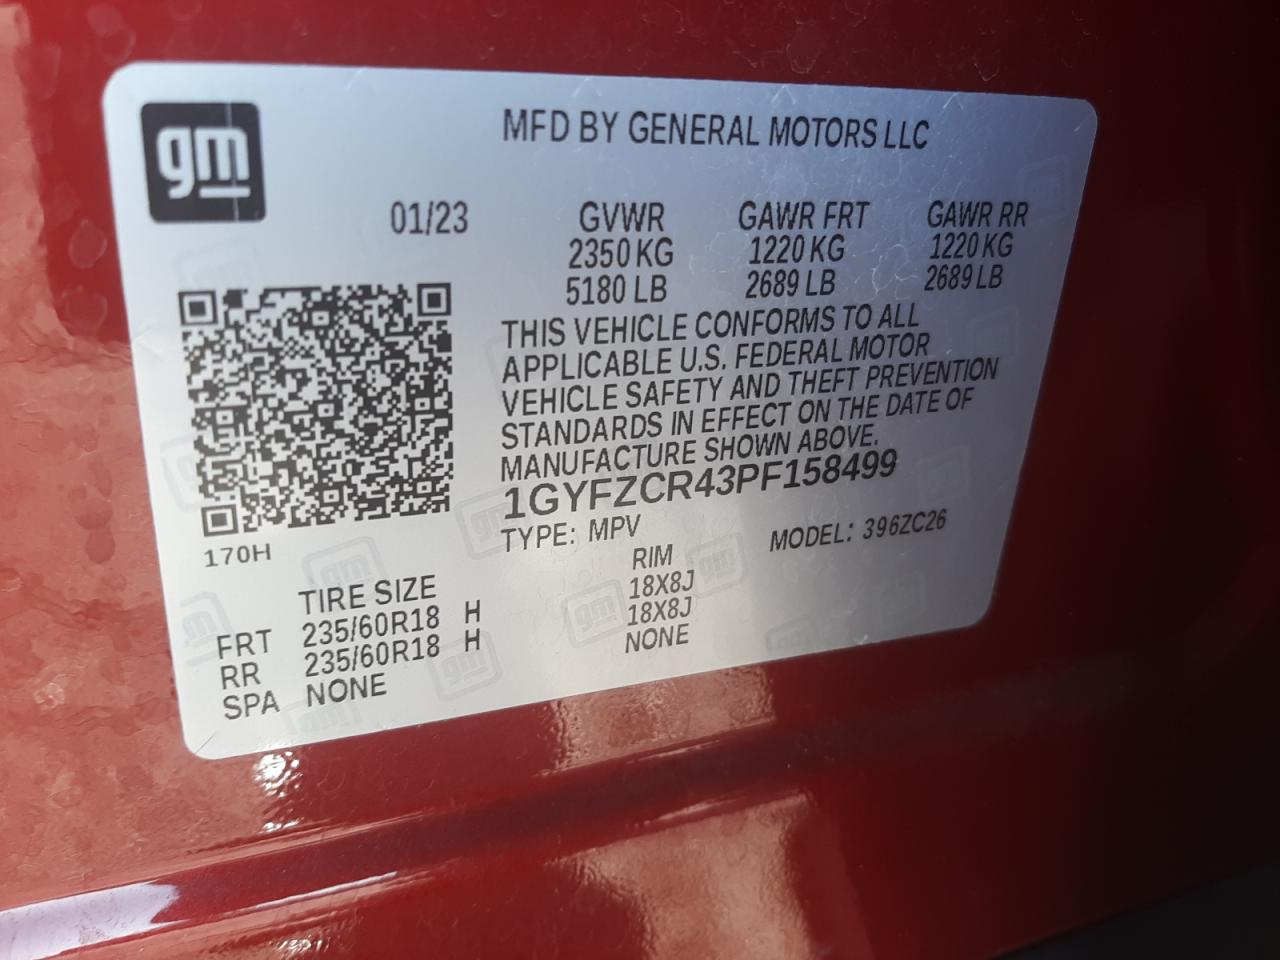 gm
MFD BY GENERAL MOTORS LLC
01/23 GVWR GAWR FRT GAWR RR
2350 KG 1220 KG 1220 KG
5180 LB 2689 LB 2689 LB
THIS VEHICLE CONFORMS TO ALL
APPLICABLE U.S. FEDERAL MOTOR
VEHICLE SAFETY AND THEFT PREVENTION
STANDARDS IN EFFECT ON THE DATE OF
MANUFACTURE SHOWN ABOVE.
1GYFZCR43PF158499
TYPE: MPV MODEL: 396ZC26
170H
TIRE SIZE RIM
FRT 235/60R18 H 18X8J
RR 235/60R18 H 18X8J
SPA NONE NONE